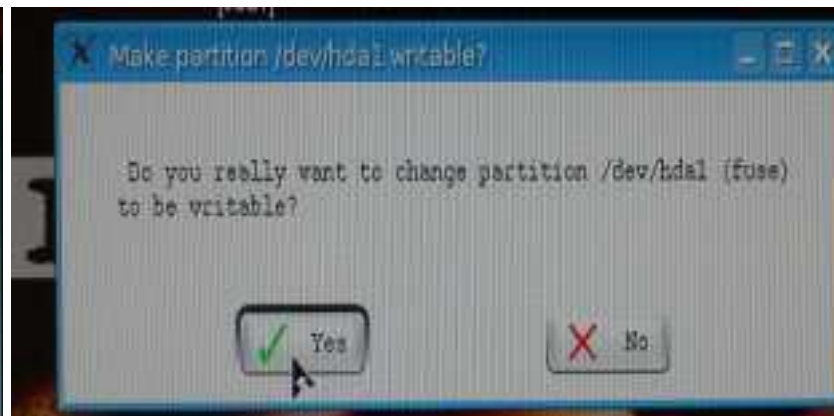 Make partition /dev/hda1 writable?
Do you really want to change partition /dev/hda1 (fuse)
to be writable?
Yes
No